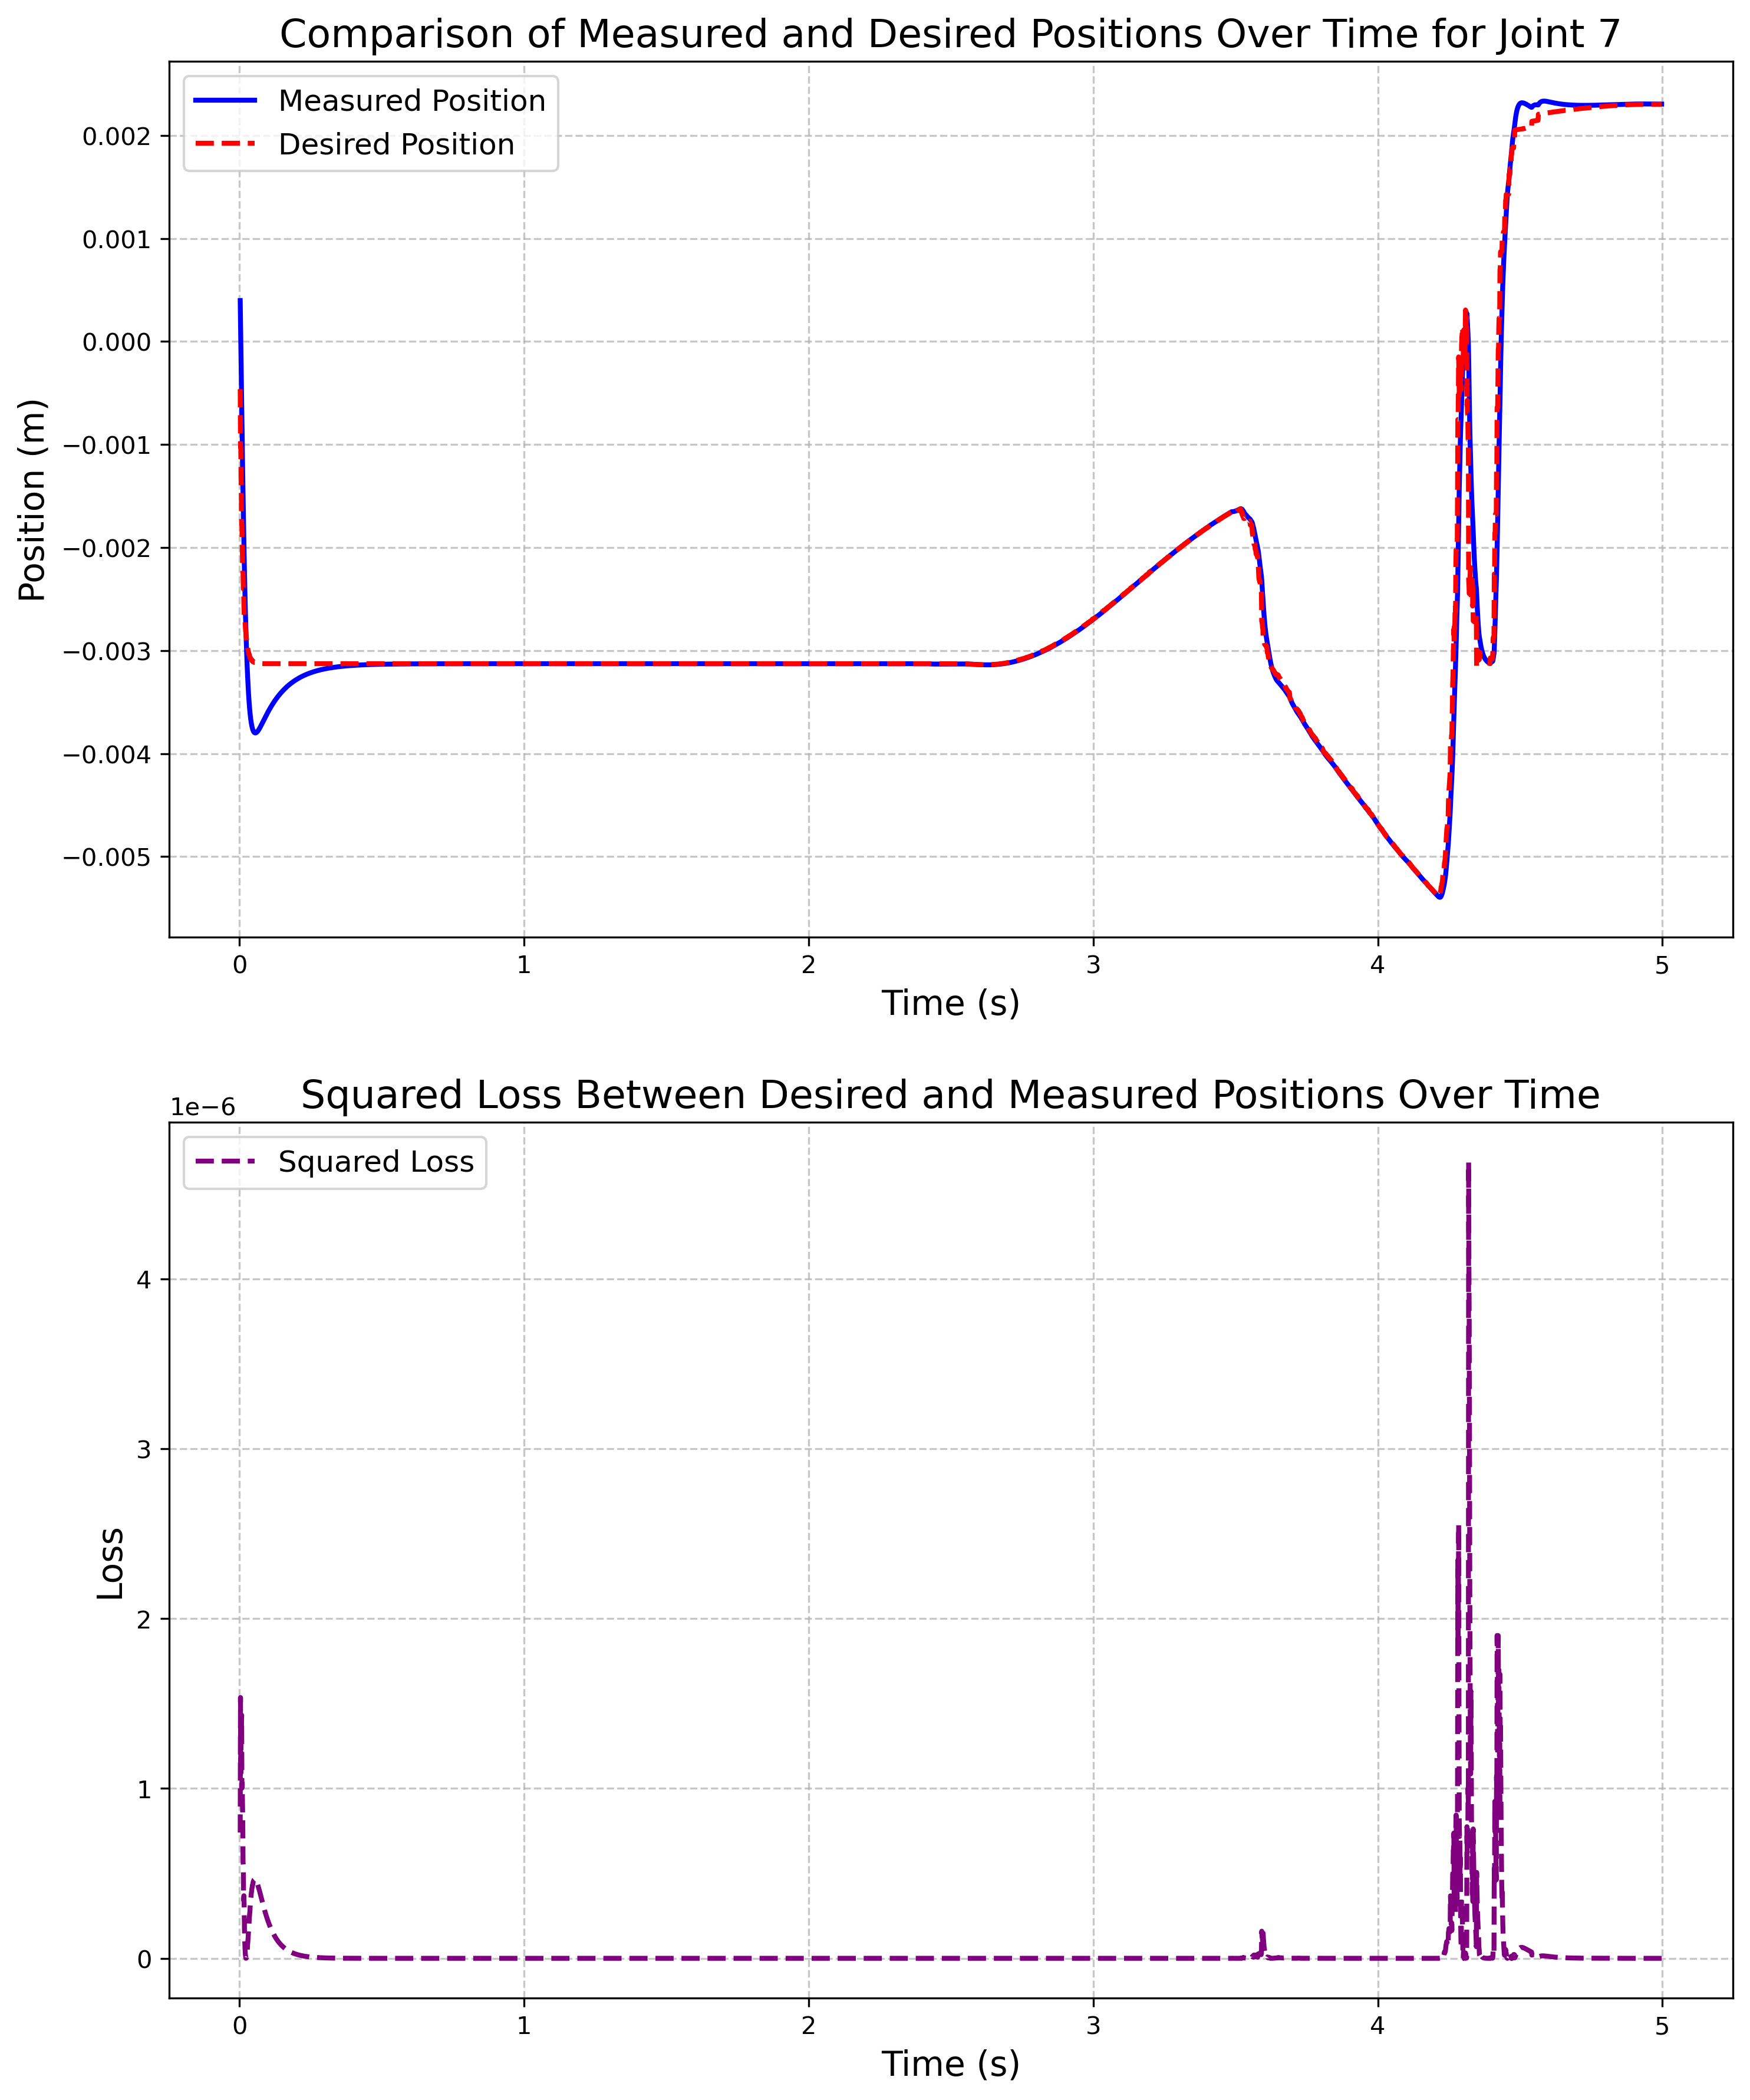 Comparison of Measured and Desired Positions Over Time for Joint 7
Measured Position
Desired Position
0.002
0.001
0.000
−0.001
−0.002
−0.003
−0.004
−0.005
Position (m)
0 1 2 3 4 5
Time (s)
Squared Loss Between Desired and Measured Positions Over Time
1e−6
Squared Loss
4
3
2
1
0
Loss
0 1 2 3 4 5
Time (s)